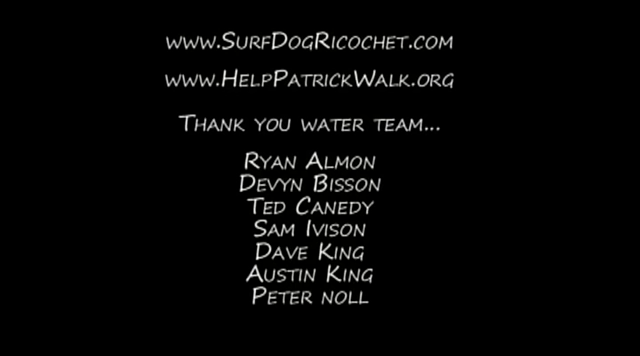 www.SurfDogRicochet.com
www.HelpPatrickWalk.org
Thank you water team...
Ryan Almon
Devyn Bisson
Ted Canedy
Sam Ivison
Dave King
Austin King
Peter noll